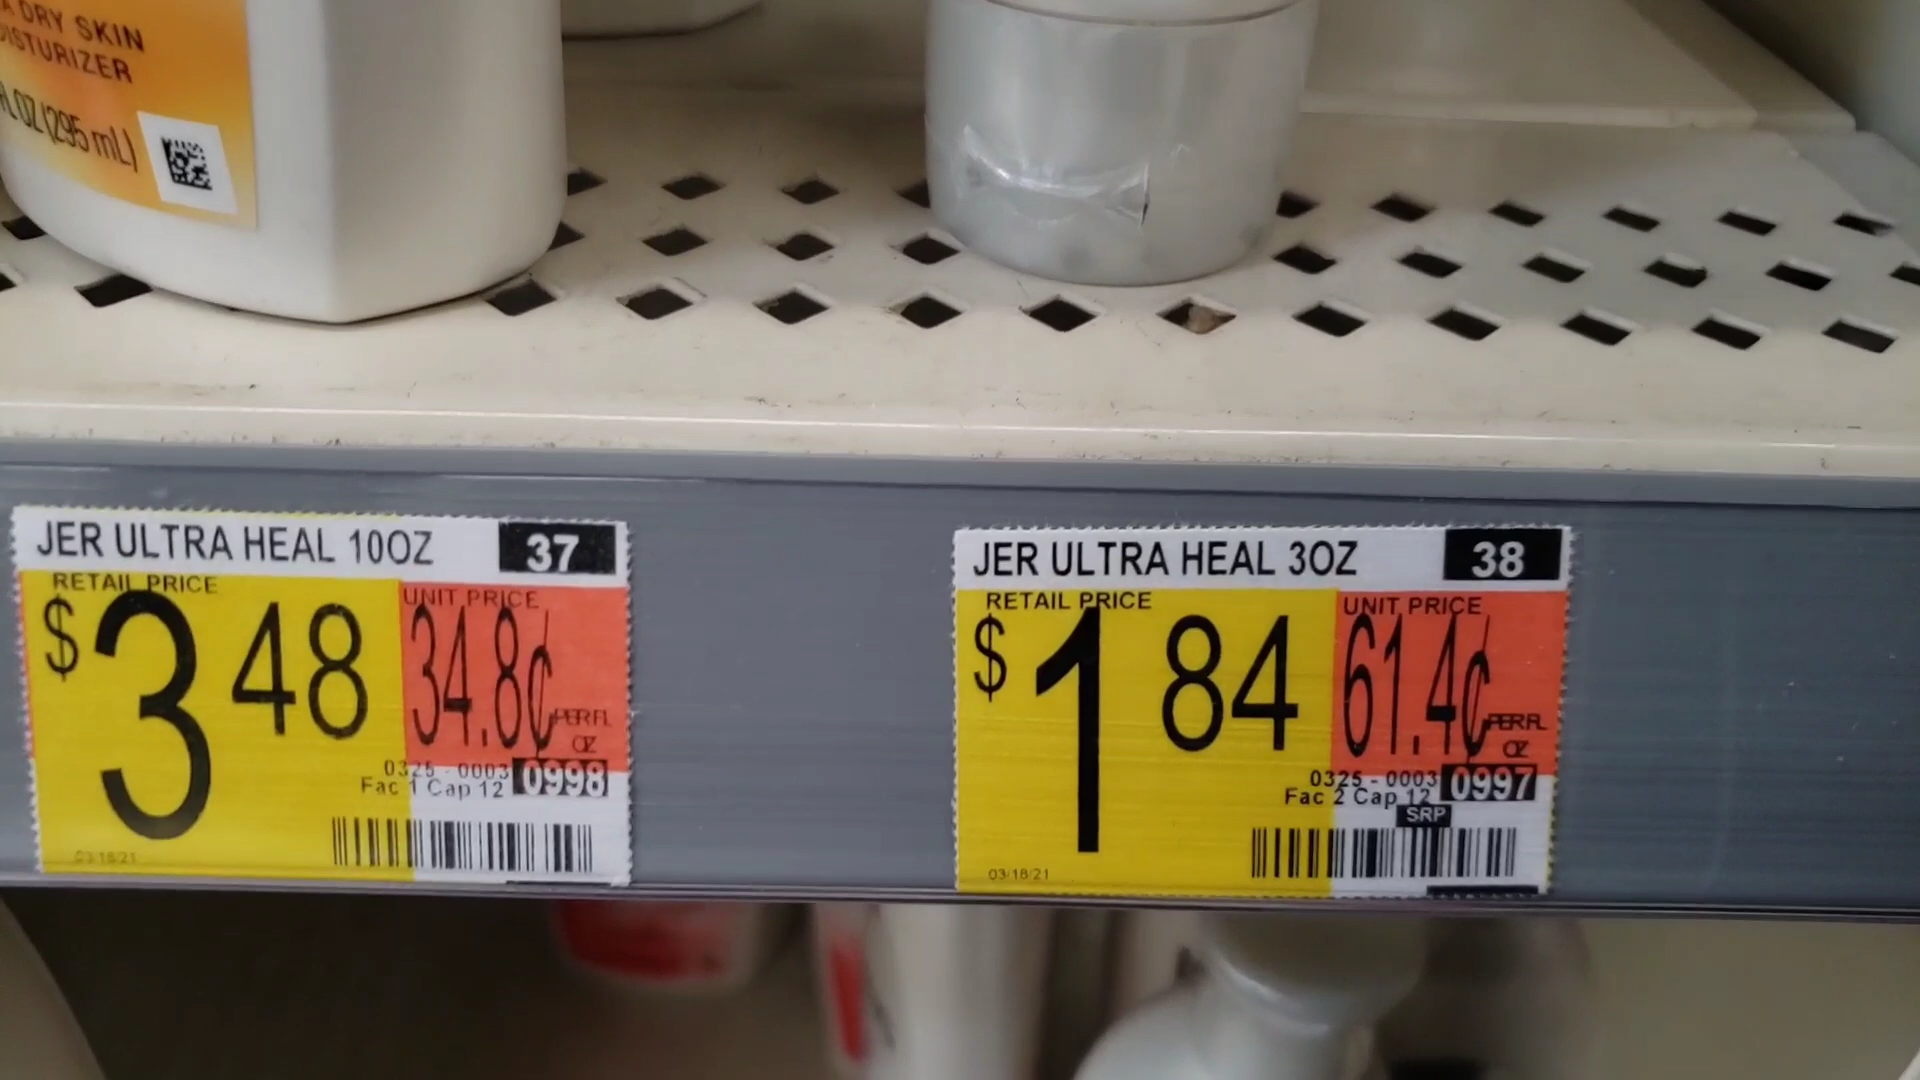 DRY SKIN
MOISTURIZER
FL OZ (295 mL)
JER ULTRA HEAL 10OZ 37
RETAIL PRICE UNIT PRICE
$3 48 34.8¢ PER FL OZ
0325 - 0003 0998
Fac 1 Cap 12
03/18/21
JER ULTRA HEAL 3OZ 38
RETAIL PRICE UNIT PRICE
$1 84 61.4¢ PER FL OZ
0325 - 0003 0997
Fac 2 Cap 12
SRP
03/18/21